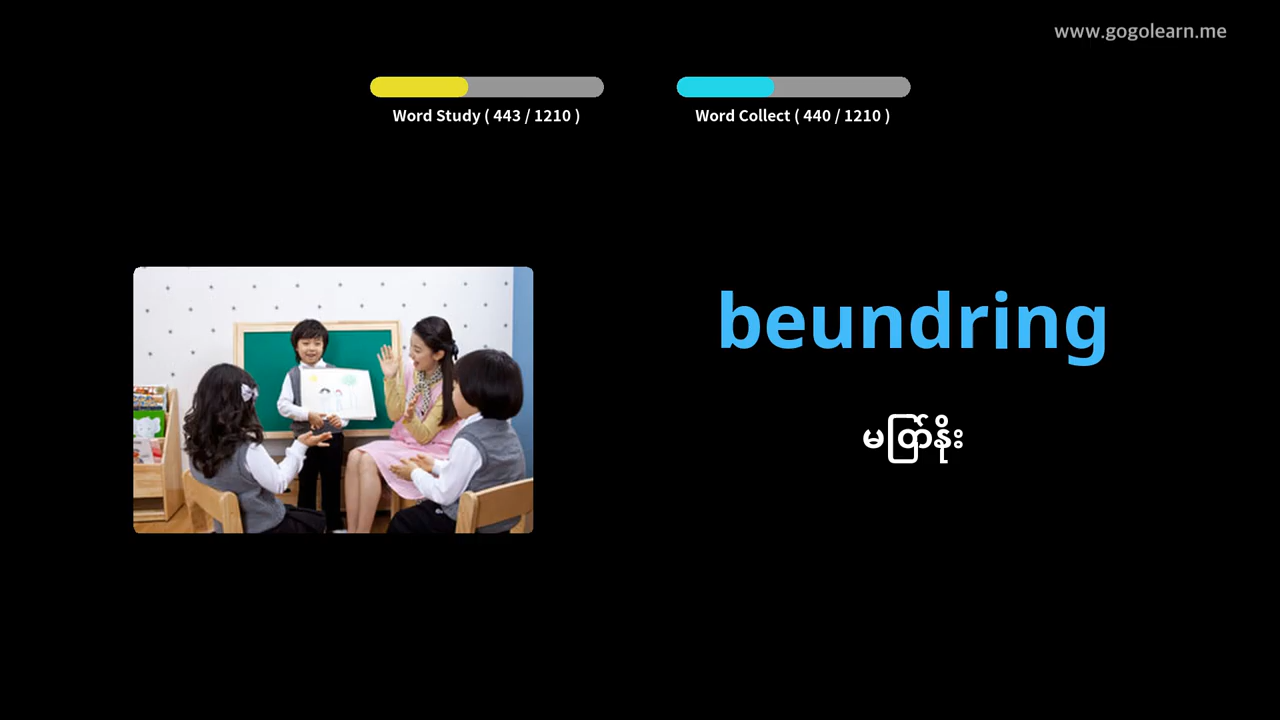 www.gogolearn.me
Word Study ( 443 / 1210 )
Word Collect ( 440 / 1210 )
beundring
မတြှ်နိုး